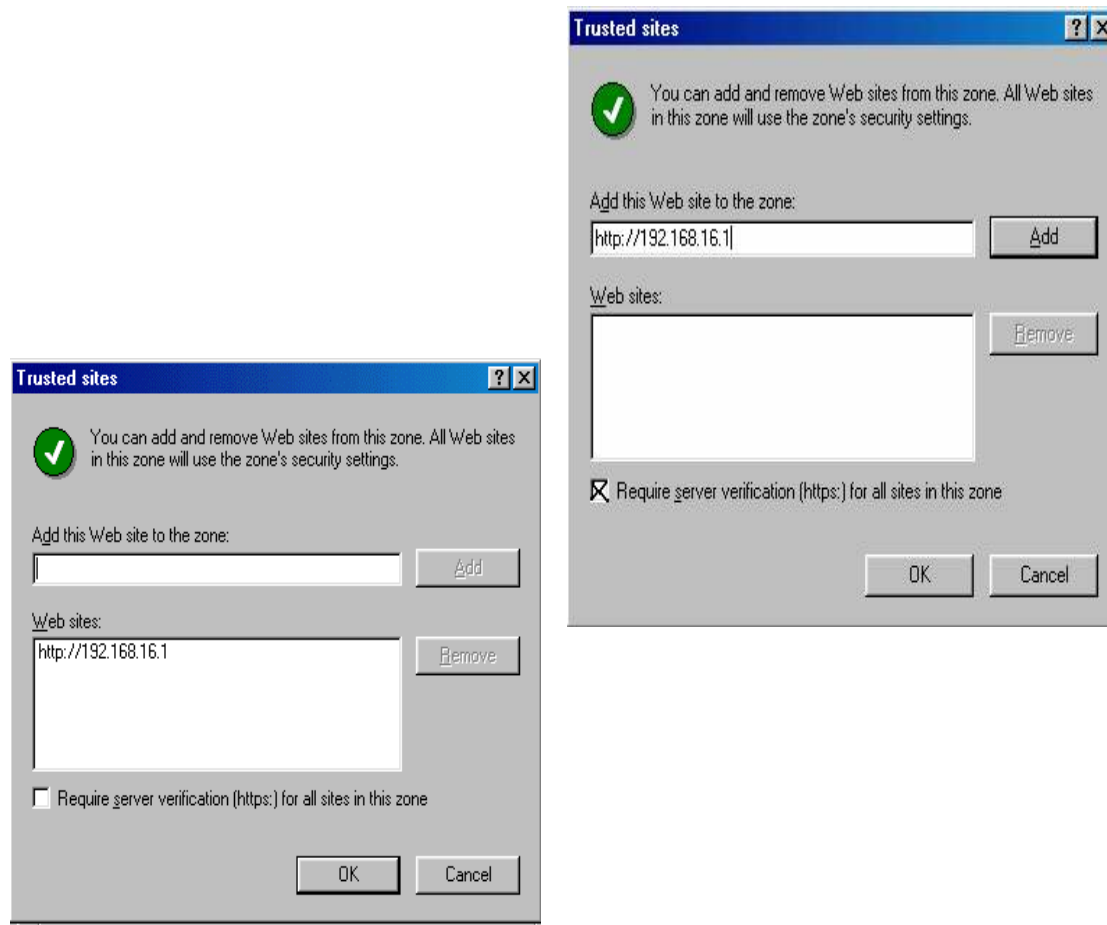 Trusted sites
You can add and remove Web sites from this zone. All Web sites
in this zone will use the zone's security settings.
Add this Web site to the zone:
http://192.168.16.1
Add
Web sites:
Remove
Require server verification (https:) for all sites in this zone
OK
Cancel
Trusted sites
You can add and remove Web sites from this zone. All Web sites
in this zone will use the zone's security settings.
Add this Web site to the zone:
Add
Web sites:
http://192.168.16.1
Remove
Require server verification (https:) for all sites in this zone
OK
Cancel